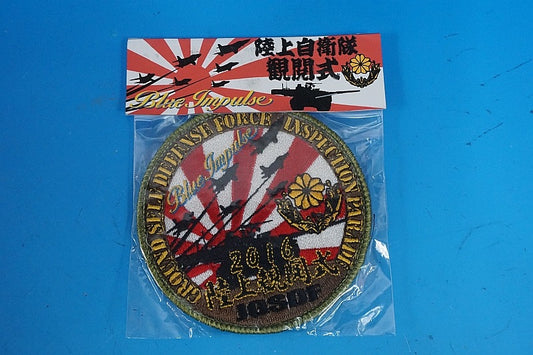 陸上自衛隊
観閲式
Blue Impulse
GROUND SELF DEFENSE FORCE INSPECTION PARADE
Blue Impulse
2016
陸上観閲式
JGSDF